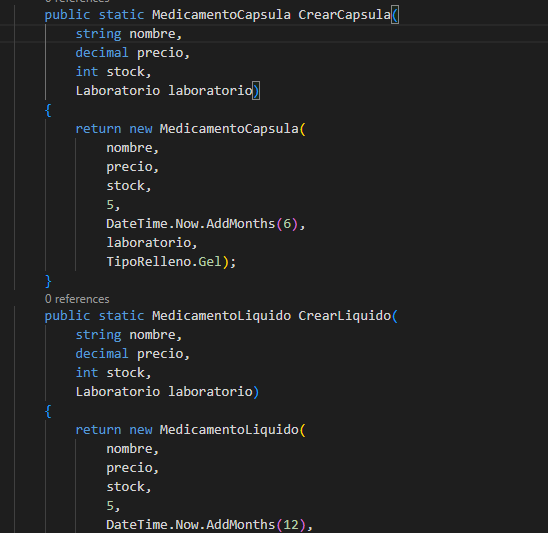 0 references
public static MedicamentoCapsula CrearCapsula(
string nombre,
decimal precio,
int stock,
Laboratorio laboratorio)
{
return new MedicamentoCapsula(
nombre,
precio,
stock,
5,
DateTime.Now.AddMonths(6),
laboratorio,
TipoRelleno.Gel);
}
0 references
public static MedicamentoLiquido CrearLiquido(
string nombre,
decimal precio,
int stock,
Laboratorio laboratorio)
{
return new MedicamentoLiquido(
nombre,
precio,
stock,
5,
DateTime.Now.AddMonths(12),